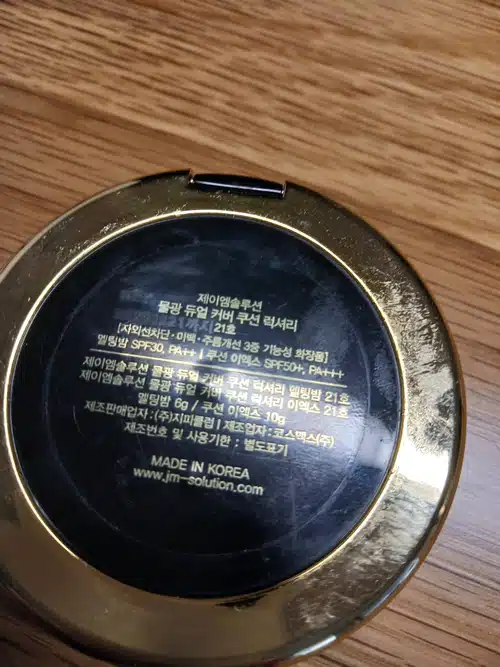 제이엠솔루션
물광 듀얼 커버 쿠션 럭셔리
21호
[자외선차단・미백・주름개선 3중 기능성 화장품]
멜팅밤 SPF30, PA++ | 쿠션 이엑스 SPF50+, PA+++
제이엠솔루션 물광 듀얼 커버 쿠션 럭셔리 멜팅밤 21호
제이엠솔루션 물광 듀얼 커버 쿠션 럭셔리 이엑스 21호
멜팅밤 6g / 쿠션 이엑스 10g
제조판매업자 : (주)지피클럽 | 제조업자 : 코스맥스(주)
제조번호 및 사용기한 : 별도표기
MADE IN KOREA
www.jm-solution.com